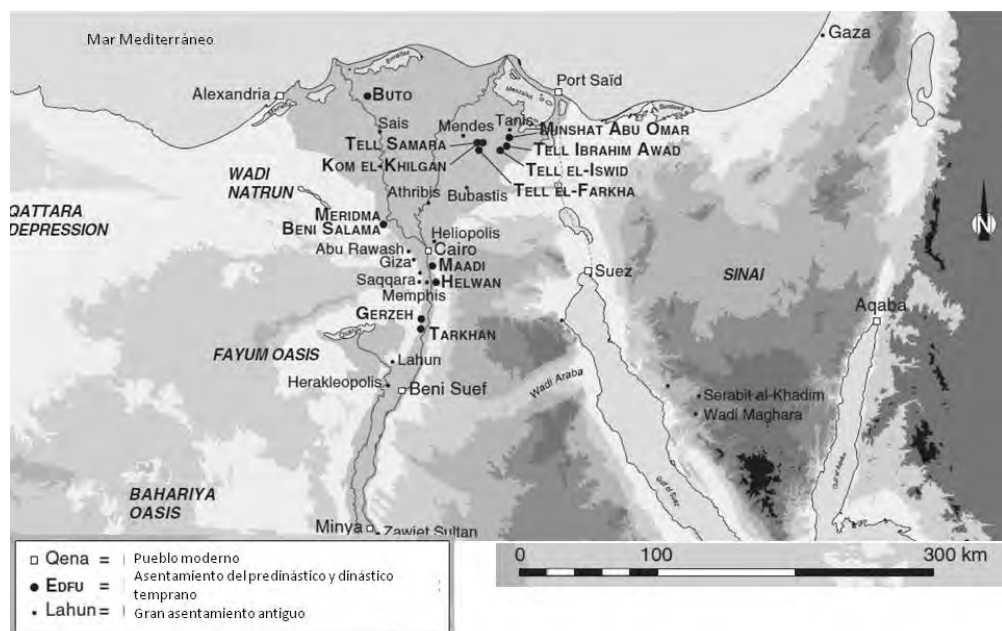 Mar Mediterráneo
Gaza
Alexandria
BUTO
Port Saïd
Sais
Mendes
Tanis
MINSHAT ABU OMAR
TELL SAMARA
TELL IBRAHIM AWAD
KOM EL-KHILGAN
TELL EL-ISWID
WADI
NATRUN
Athribis
Bubastis
TELL EL-FARKHA
QATTARA
DEPRESSION
MERIDMA
BENI SALAMA
Heliopolis
N
Abu Rawash
Cairo
Giza
MAADI
Suez
SINAI
Saqqara
HELWAN
Memphis
Aqaba
GERZEH
TARKHAN
FAYUM OASIS
Lahun
Herakleopolis
Beni Suef
Wadi Araba
Serabit al-Khadim
Wadi Maghara
Gulf of Suez
BAHARIYA
OASIS
Minya
Zawiet Sultan
Qena = Pueblo moderno
EDFU = Asentamiento del predinástico y dinástico
temprano
Lahun = Gran asentamiento antiguo
0 100 300 km